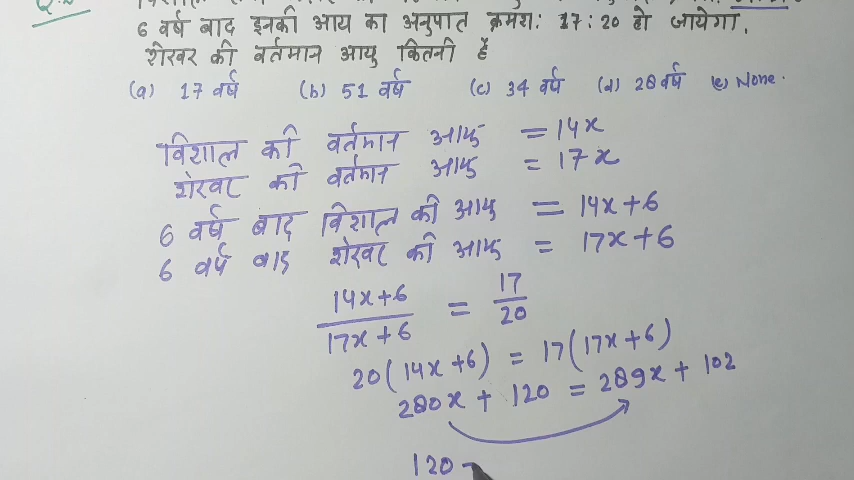 Q.2
6 वर्ष बाद इनकी आय का अनुपात क्रमश: 17:20 हो जायेगा.
शेखर की वर्तमान आयु कितनी है
(a) 17 वर्ष (b) 51 वर्ष (c) 34 वर्ष (d) 28 वर्ष (e) None.
विशाल की वर्तमान आयु = 14x
शेखर की वर्तमान आयु = 17x
6 वर्ष बाद विशाल की आयु = 14x+6
6 वर्ष बाद शेखर की आयु = 17x+6
14x+6 / 17x+6 = 17/20
20(14x+6) = 17(17x+6)
280x + 120 = 289x + 102
120 -